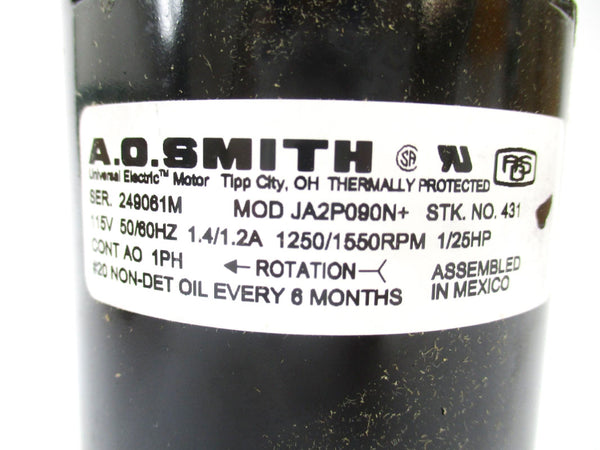 A.O.SMITH SA UR
Universal Electric™ Motor Tipp City, OH THERMALLY PROTECTED
SER. 249061M MOD JA2P090N+ STK. NO. 431
115V 50/60HZ 1.4/1.2A 1250/1550RPM 1/25HP
CONT AO 1PH ←ROTATION ASSEMBLED
#20 NON-DET OIL EVERY 6 MONTHS IN MEXICO